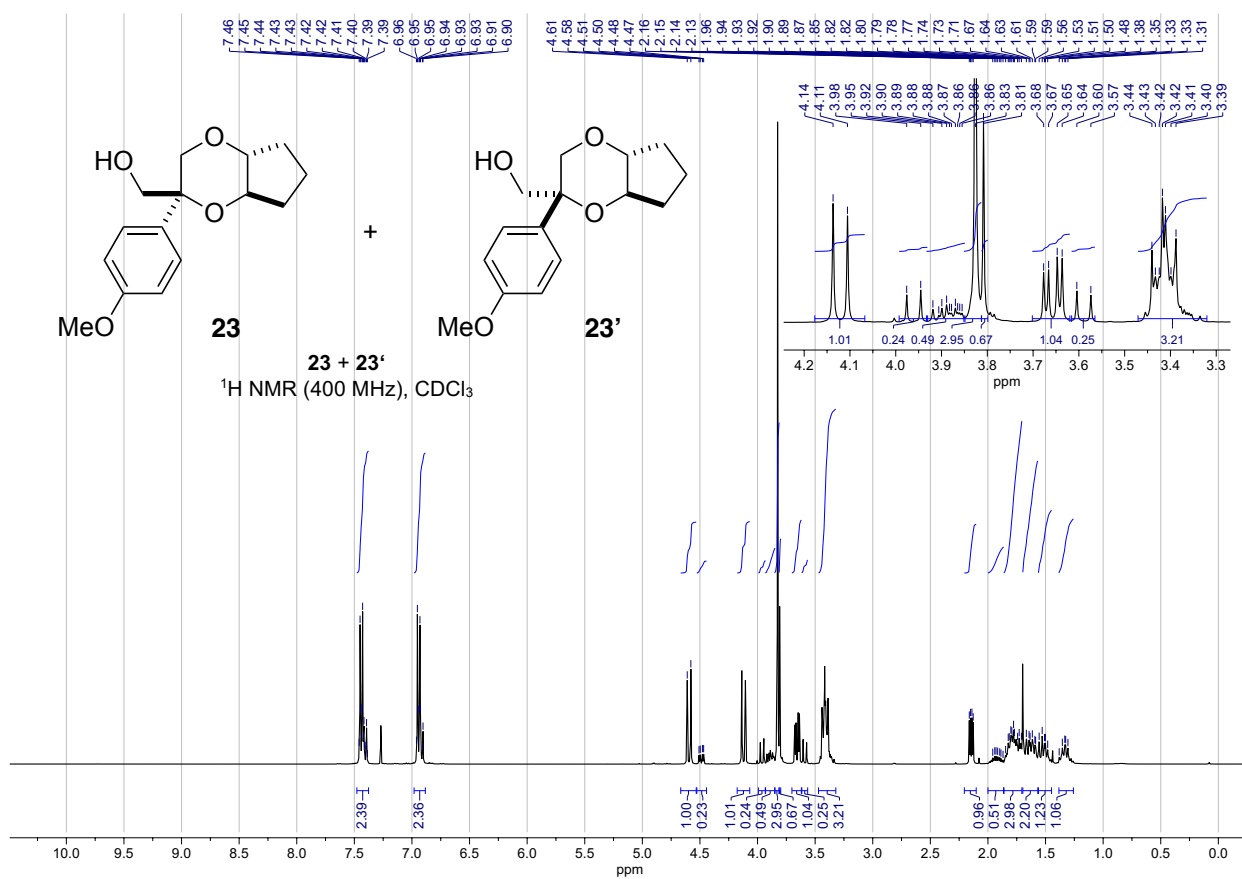 7.46 7.45 7.44 7.43 7.43 7.42 7.42 7.41 7.40 7.39 7.39 6.96 6.95 6.95 6.94 6.93 6.93 6.91 6.90 4.61 4.58 4.51 4.50 4.48 4.47 2.16 2.15 2.14 2.13 1.96 1.94 1.93 1.92 1.90 1.89 1.87 1.85 1.82 1.82 1.80 1.79 1.78 1.77 1.74 1.73 1.71 1.67 1.64 1.63 1.61 1.59 1.59 1.56 1.53 1.51 1.50 1.48 1.38 1.35 1.33 1.33 1.31
4.14 4.11 3.98 3.95 3.92 3.90 3.89 3.88 3.88 3.87 3.86 3.86 3.86 3.83 3.81 3.68 3.67 3.65 3.64 3.60 3.57 3.44 3.43 3.42 3.42 3.41 3.40 3.39
O
HO
O
MeO
23
+
O
HO
O
MeO
23'
23 + 23‘
¹H NMR (400 MHz), CDCl₃
1.01 0.24 0.49 2.95 0.67 1.04 0.25 3.21
4.2 4.1 4.0 3.9 3.8 3.7 3.6 3.5 3.4 3.3
ppm
2.39 2.36 1.00 0.23 1.01 0.24 0.49 2.95 0.67 1.04 0.25 3.21 0.96 0.51 2.98 2.20 1.23 1.06
10.0 9.5 9.0 8.5 8.0 7.5 7.0 6.5 6.0 5.5 5.0 4.5 4.0 3.5 3.0 2.5 2.0 1.5 1.0 0.5 0.0
ppm